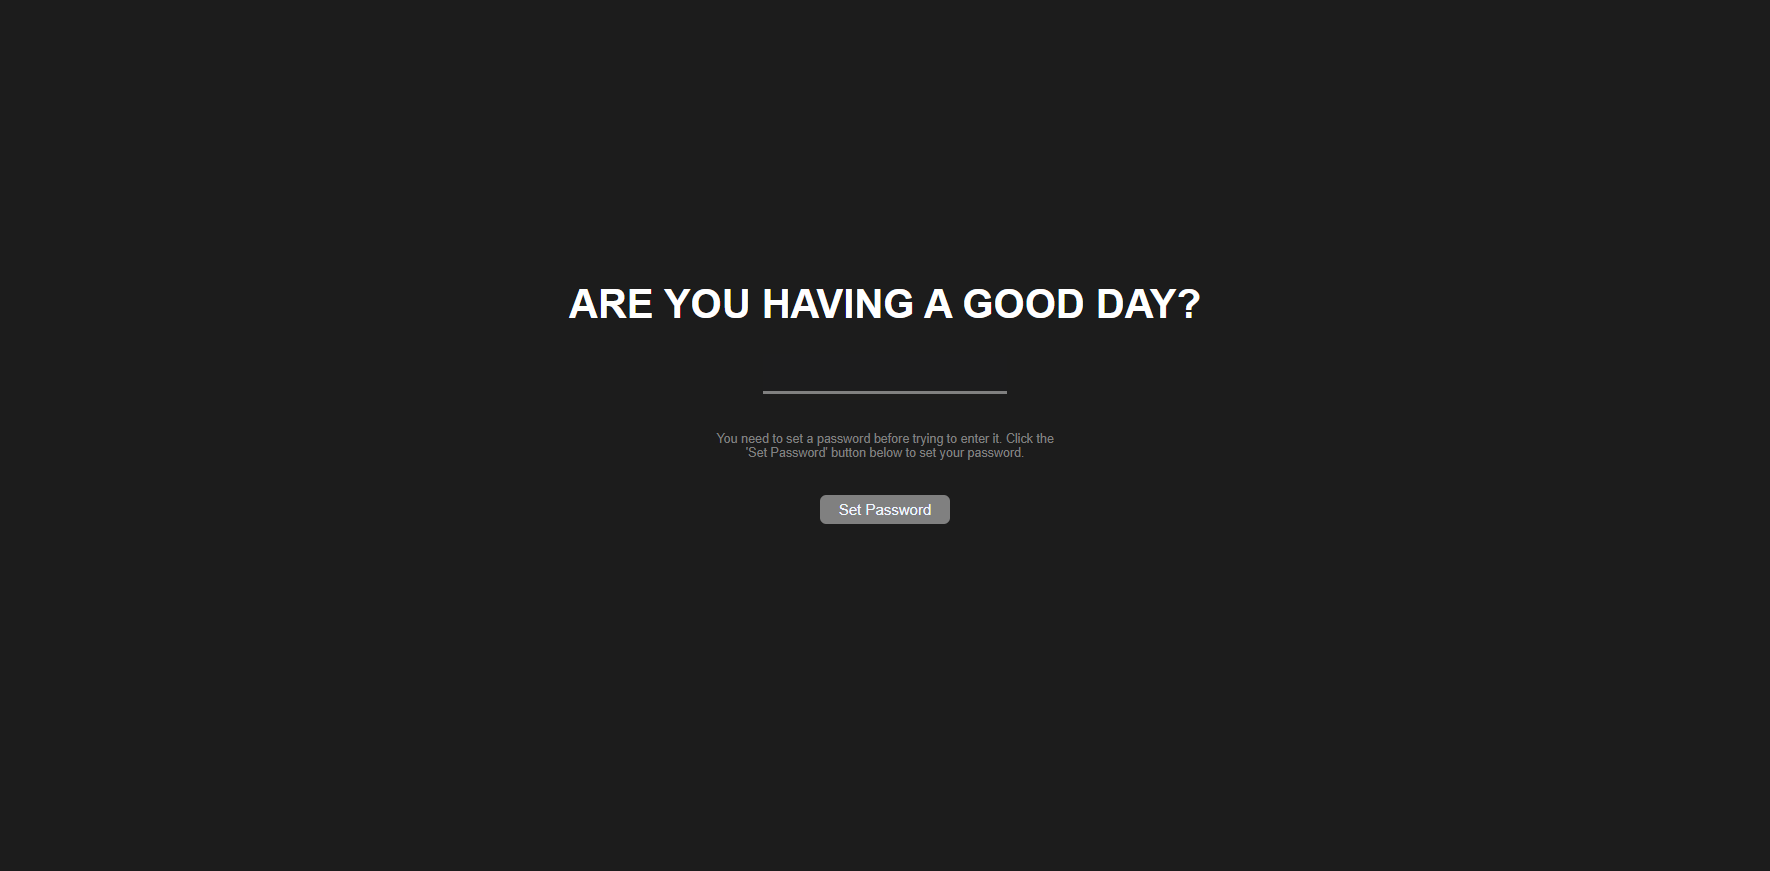 ARE YOU HAVING A GOOD DAY?
You need to set a password before trying to enter it. Click the
'Set Password' button below to set your password.
Set Password